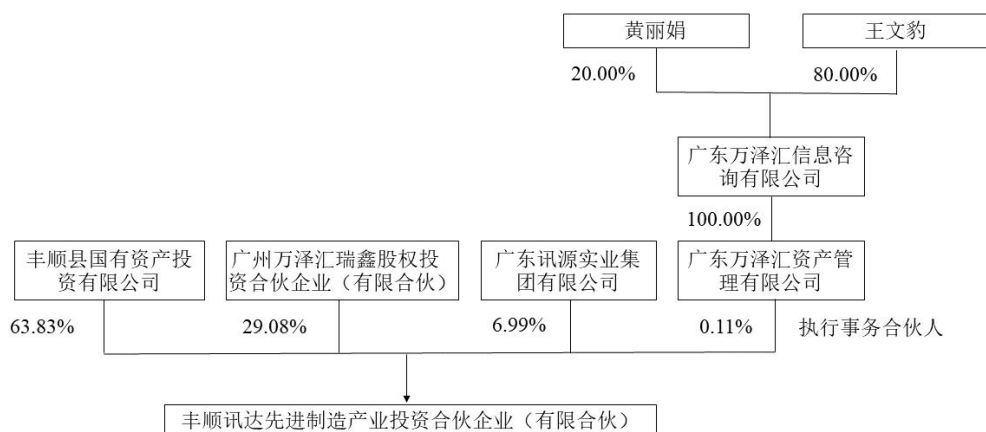 黄丽娟
王文豹
20.00%
80.00%
广东万泽汇信息咨
询有限公司
100.00%
丰顺县国有资产投
资有限公司
广州万泽汇瑞鑫股权投
资合伙企业（有限合伙）
广东讯源实业集
团有限公司
广东万泽汇资产管
理有限公司
63.83%
29.08%
6.99%
0.11%
执行事务合伙人
丰顺讯达先进制造产业投资合伙企业（有限合伙）